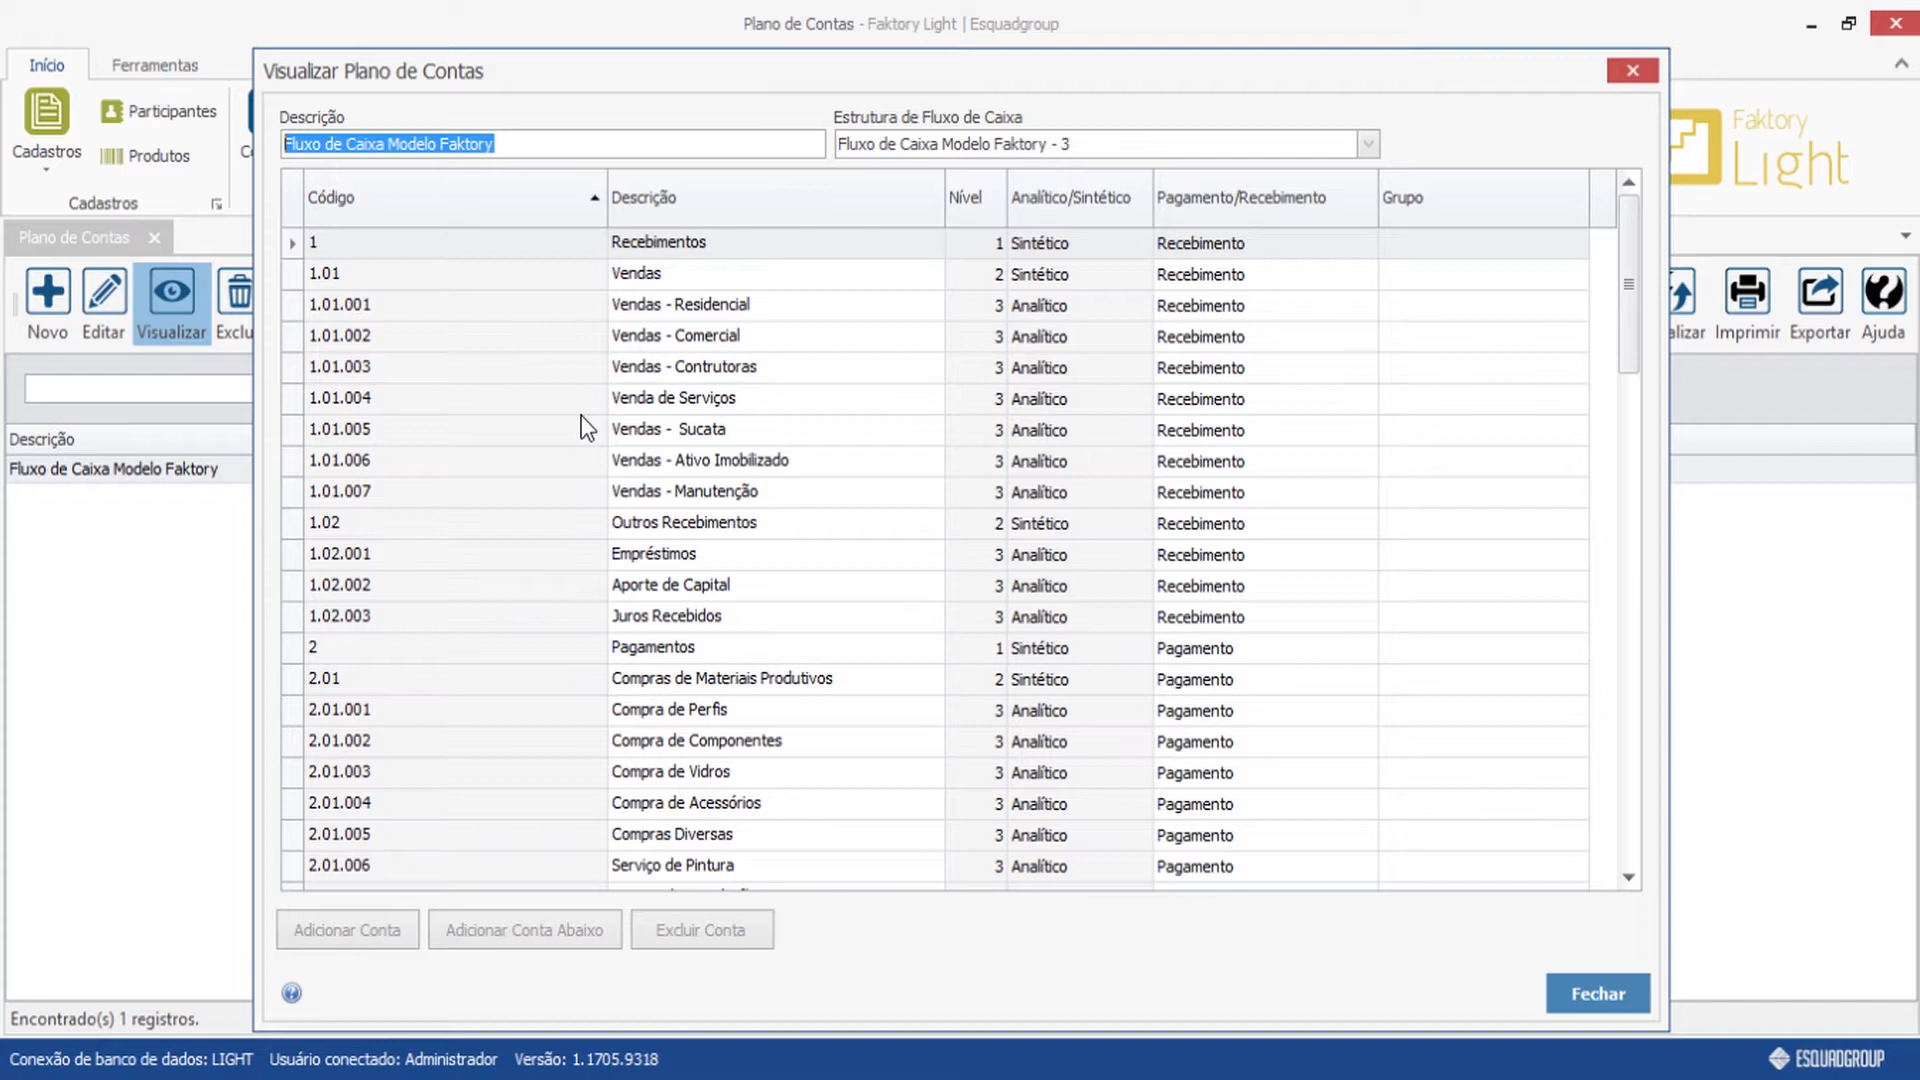 Plano de Contas - Faktory Light | Esquadgroup
Início
Ferramentas
Cadastros
Participantes
Produtos
Cadastros
Faktory
Light
Plano de Contas
Novo
Editar
Visualizar
Exclu
alizar
Imprimir
Exportar
Ajuda
Descrição
Fluxo de Caixa Modelo Faktory
Visualizar Plano de Contas
Descrição
Estrutura de Fluxo de Caixa
Fluxo de Caixa Modelo Faktory
Fluxo de Caixa Modelo Faktory - 3
Código Descrição Nível Analítico/Sintético Pagamento/Recebimento Grupo
1 Recebimentos 1 Sintético Recebimento
1.01 Vendas 2 Sintético Recebimento
1.01.001 Vendas - Residencial 3 Analítico Recebimento
1.01.002 Vendas - Comercial 3 Analítico Recebimento
1.01.003 Vendas - Contrutoras 3 Analítico Recebimento
1.01.004 Venda de Serviços 3 Analítico Recebimento
1.01.005 Vendas - Sucata 3 Analítico Recebimento
1.01.006 Vendas - Ativo Imobilizado 3 Analítico Recebimento
1.01.007 Vendas - Manutenção 3 Analítico Recebimento
1.02 Outros Recebimentos 2 Sintético Recebimento
1.02.001 Empréstimos 3 Analítico Recebimento
1.02.002 Aporte de Capital 3 Analítico Recebimento
1.02.003 Juros Recebidos 3 Analítico Recebimento
2 Pagamentos 1 Sintético Pagamento
2.01 Compras de Materiais Produtivos 2 Sintético Pagamento
2.01.001 Compra de Perfis 3 Analítico Pagamento
2.01.002 Compra de Componentes 3 Analítico Pagamento
2.01.003 Compra de Vidros 3 Analítico Pagamento
2.01.004 Compra de Acessórios 3 Analítico Pagamento
2.01.005 Compras Diversas 3 Analítico Pagamento
2.01.006 Serviço de Pintura 3 Analítico Pagamento
Adicionar Conta
Adicionar Conta Abaixo
Excluir Conta
Fechar
Encontrado(s) 1 registros.
Conexão de banco de dados: LIGHT Usuário conectado: Administrador Versão: 1.1705.9318
ESQUADGROUP